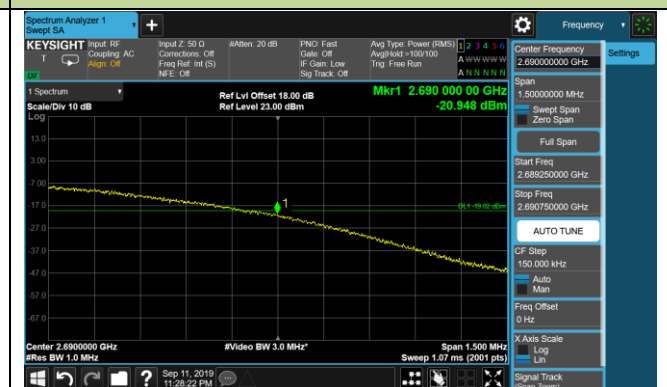 Spectrum Analyzer 1
Swept SA
Frequency
KEYSIGHT
Input: RF
Coupling: AC
Align: Off
Input Z: 50 Ω
Corrections: Off
Freq Ref: Int (S)
NFE: Off
#Atten: 20 dB
PNO: Fast
Gate: Off
IF Gain: Low
Sig Track: Off
Avg Type: Power (RMS)
Avg|Hold:>100/100
Trig: Free Run
1 2 3 4 5 6
A W W W W W
A N N N N N
LXI
1 Spectrum
Scale/Div 10 dB
Log
Ref Lvl Offset 18.00 dB
Ref Level 23.00 dBm
Mkr1 2.690 000 00 GHz
-20.948 dBm
13.0
3.00
-7.00
-17.0
-27.0
-37.0
-47.0
-57.0
-67.0
1
DL1 -19.02 dBm
Center 2.6900000 GHz
#Res BW 1.0 MHz
#Video BW 3.0 MHz*
Span 1.500 MHz
Sweep 1.07 ms (2001 pts)
Sep 11, 2019
11:28:22 PM
Center Frequency
2.690000000 GHz
Settings
Span
1.50000000 MHz
Swept Span
Zero Span
Full Span
Start Freq
2.689250000 GHz
Stop Freq
2.690750000 GHz
AUTO TUNE
CF Step
150.000 kHz
Auto
Man
Freq Offset
0 Hz
X Axis Scale
Log
Lin
Signal Track
(Span Zoom)